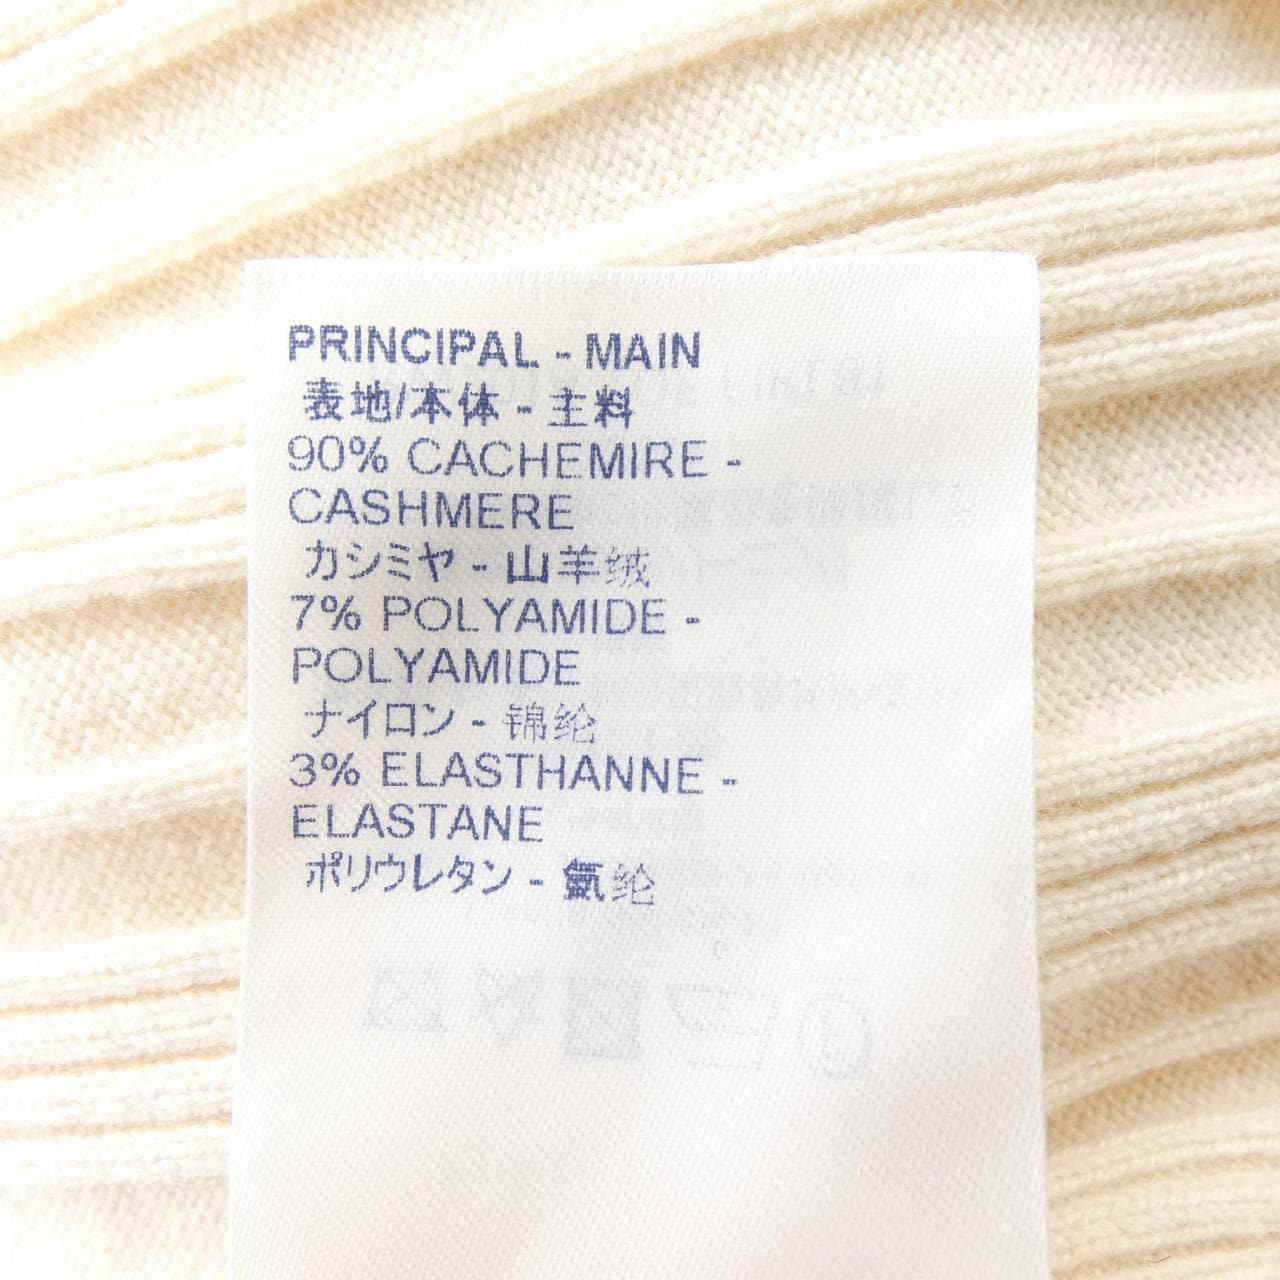 PRINCIPAL - MAIN
表地/本体 - 主料
90% CACHEMIRE -
CASHMERE
カシミヤ - 山羊绒
7% POLYAMIDE -
POLYAMIDE
ナイロン - 锦纶
3% ELASTHANNE -
ELASTANE
ポリウレタン - 氨纶